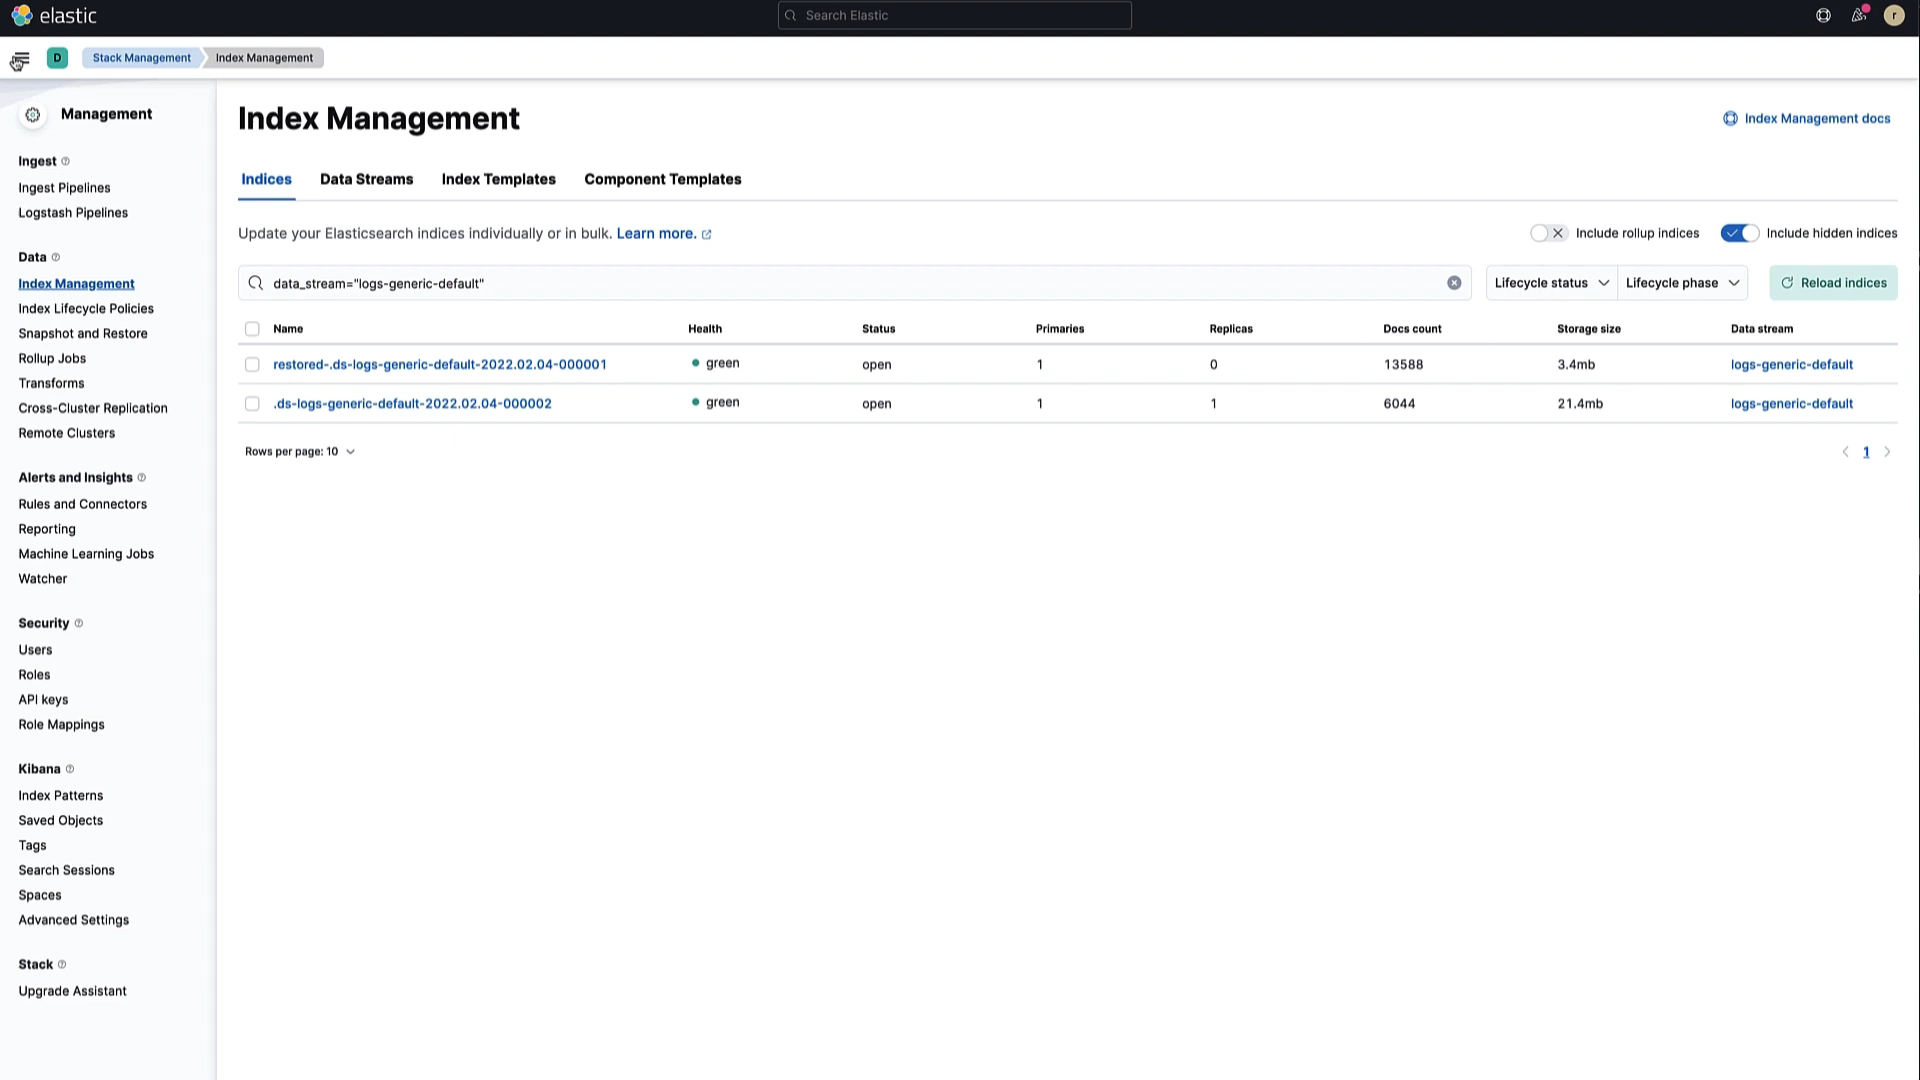 elastic
Search Elastic
r
D
Stack Management
Index Management
Management
Ingest
Ingest Pipelines
Logstash Pipelines
Data
Index Management
Index Lifecycle Policies
Snapshot and Restore
Rollup Jobs
Transforms
Cross-Cluster Replication
Remote Clusters
Alerts and Insights
Rules and Connectors
Reporting
Machine Learning Jobs
Watcher
Security
Users
Roles
API keys
Role Mappings
Kibana
Index Patterns
Saved Objects
Tags
Search Sessions
Spaces
Advanced Settings
Stack
Upgrade Assistant
Index Management
Index Management docs
Indices Data Streams Index Templates Component Templates
Update your Elasticsearch indices individually or in bulk. Learn more.
Include rollup indices
Include hidden indices
data_stream="logs-generic-default"
Lifecycle status
Lifecycle phase
Reload indices
Name Health Status Primaries Replicas Docs count Storage size Data stream
restored-.ds-logs-generic-default-2022.02.04-000001 green open 1 0 13588 3.4mb logs-generic-default
.ds-logs-generic-default-2022.02.04-000002 green open 1 1 6044 21.4mb logs-generic-default
Rows per page: 10
1